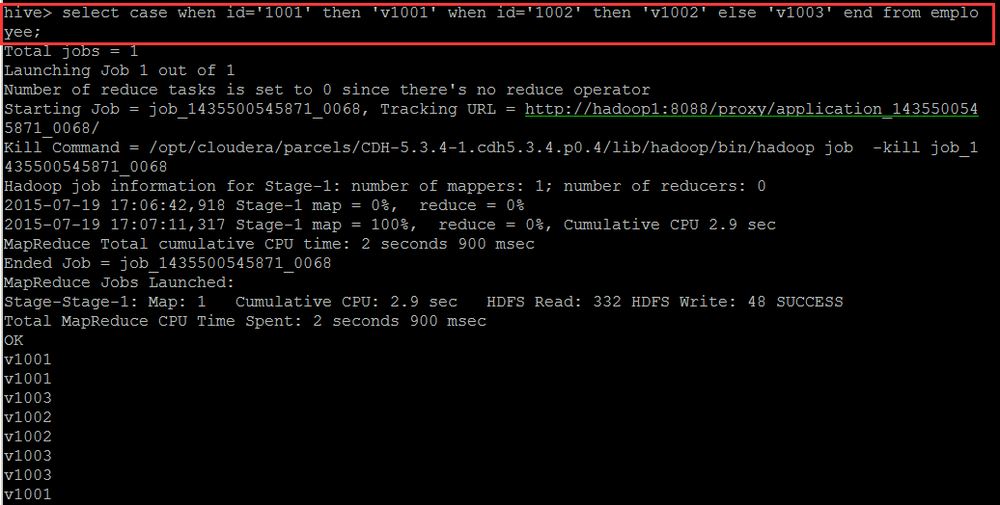 hive> select case when id='1001' then 'v1001' when id='1002' then 'v1002' else 'v1003' end from emplo
yee;
Total jobs = 1
Launching Job 1 out of 1
Number of reduce tasks is set to 0 since there's no reduce operator
Starting Job = job_1435500545871_0068, Tracking URL = http://hadoop1:8088/proxy/application_143550054
5871_0068/
Kill Command = /opt/cloudera/parcels/CDH-5.3.4-1.cdh5.3.4.p0.4/lib/hadoop/bin/hadoop job  -kill job_1
435500545871_0068
Hadoop job information for Stage-1: number of mappers: 1; number of reducers: 0
2015-07-19 17:06:42,918 Stage-1 map = 0%,  reduce = 0%
2015-07-19 17:07:11,317 Stage-1 map = 100%,  reduce = 0%, Cumulative CPU 2.9 sec
MapReduce Total cumulative CPU time: 2 seconds 900 msec
Ended Job = job_1435500545871_0068
MapReduce Jobs Launched:
Stage-Stage-1: Map: 1   Cumulative CPU: 2.9 sec   HDFS Read: 332 HDFS Write: 48 SUCCESS
Total MapReduce CPU Time Spent: 2 seconds 900 msec
OK
v1001
v1001
v1003
v1002
v1002
v1003
v1003
v1001